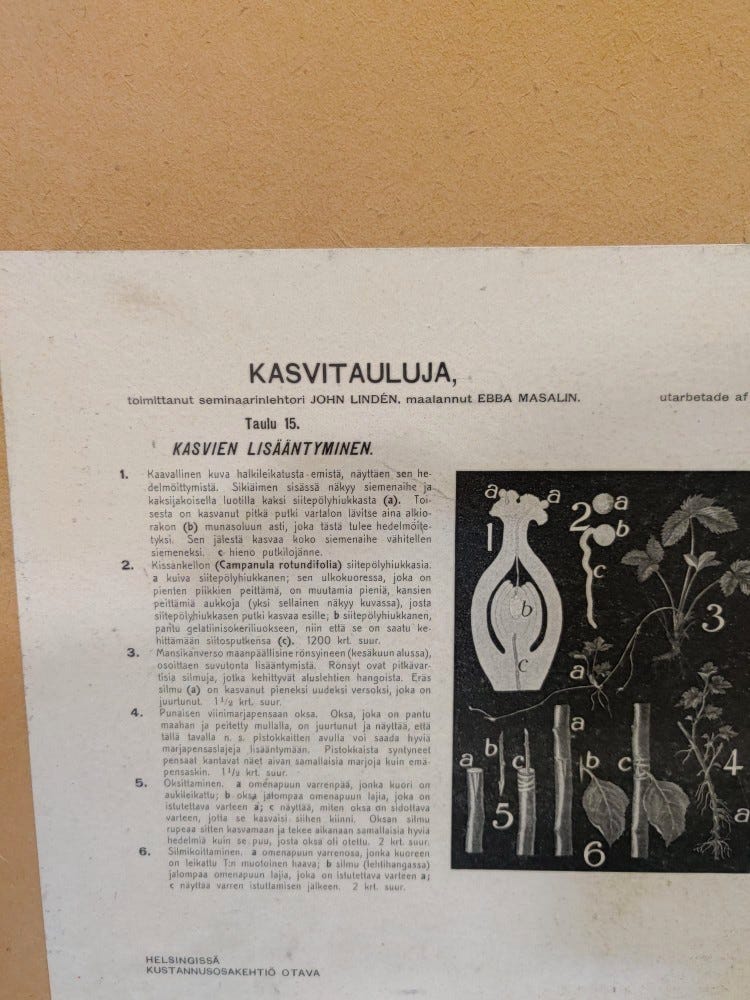 KASVITAULUJA,
toimittanut seminaarinlehtori JOHN LINDÉN, maalannut EBBA MASALIN.
utarbetade af
Taulu 15.
KASVIEN LISÄÄNTYMINEN.
1. Kaavallinen kuva halkileikatusta emistä, näyttäen sen he-
delmöittymistä. Sikiäimen sisässä näkyy siemenaihe ja
kaksijakoisella luotilla kaksi siitepölyhiukkasta (a). Toi-
sesta on kasvanut pitkä putki vartalon lävitse aina alkio-
rakon (b) munasoluun asti, joka tästä tulee hedelmöite-
tyksi. Sen jälestä kasvaa koko siemenaihe vähitellen
siemeneksi. c hieno putkilojänne.
2. Kissankellon (Campanula rotundifolia) siitepölyhiukkasia.
a kuiva siitepölyhiukkanen; sen ulkokuoressa, joka on
pienten piikkien peittämä, on muutamia pieniä, kansien
peittämiä aukkoja (yksi sellainen näkyy kuvassa), josta
siitepölyhiukkasen putki kasvaa esille; b siitepölyhiukkanen,
pantu gelatiinisokeriliuokseen, niin että se on saatu ke-
hittämään siitosputkensa (c). 1200 krt. suur.
3. Mansikanverso maanpäällisine rönsyineen (kesäkuun alussa),
osoittaen suvutonta lisääntymistä. Rönsyt ovat pitkävar-
tisia silmuja, jotka kehittyvät aluslehtien hangoista. Eräs
silmu (a) on kasvanut pieneksi uudeksi versoksi, joka on
juurtunut. 1½ krt. suur.
4. Punaisen viinimarjapensaan oksa. Oksa, joka on pantu
maahan ja peitetty mullalla, on juurtunut ja näyttää, että
tällä tavalla n. s. pistokkaitten avulla voi saada hyviä
marjapensaslajeja lisääntymään. Pistokkaista syntyneet
pensaat kantavat näet aivan samallaisia marjoja kuin emä-
pensaskin. 1½ krt. suur.
5. Oksittaminen. a omenapuun varrenpää, jonka kuori on
aukileikattu; b oksa jalompaa omenapuun lajia, joka on
istutettava varteen a; c näyttää, miten oksa on sidottava
varteen, jotta se kasvaisi siihen kiinni. Oksan silmu
rupeaa sitten kasvamaan ja tekee aikanaan samallaisia hyviä
hedelmiä kuin se puu, josta oksa oli otettu. 2 krt. suur.
6. Silmikoittaminen. a omenapuun varrenosa, jonka kuoreen
on leikattu T:n muotoinen haava; b silmu (lehtihangassa)
jalompaa omenapuun lajia, joka on istutettava varteen a;
c näyttää varren istuttamisen jälkeen. 2 krt. suur.
a a
1
b
c
2 a
b
c
3
a
4
a
a b c
5
a b c
6
HELSINGISSÄ
KUSTANNUSOSAKEHTIÖ OTAVA